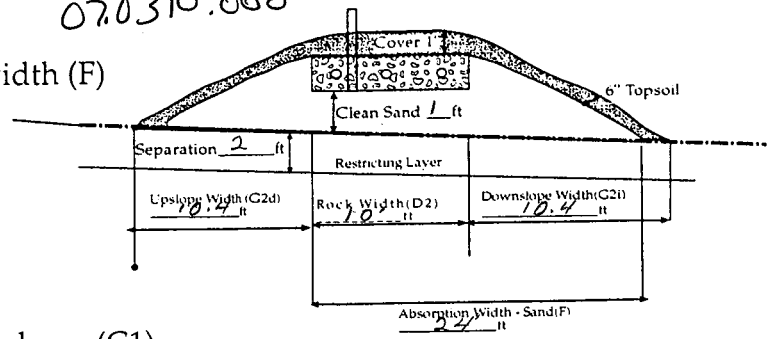 07.0310.000
idth (F)
Cover 1'
6" Topsoil
Clean Sand 1 ft
Separation 2 ft
Restricting Layer
Upslope Width (G2d)
10.4 ft
Rock Width (D2)
10' ft
Downslope Width (G2i)
10.4 ft
Absorption Width - Sand (F)
24 ft
(G1)